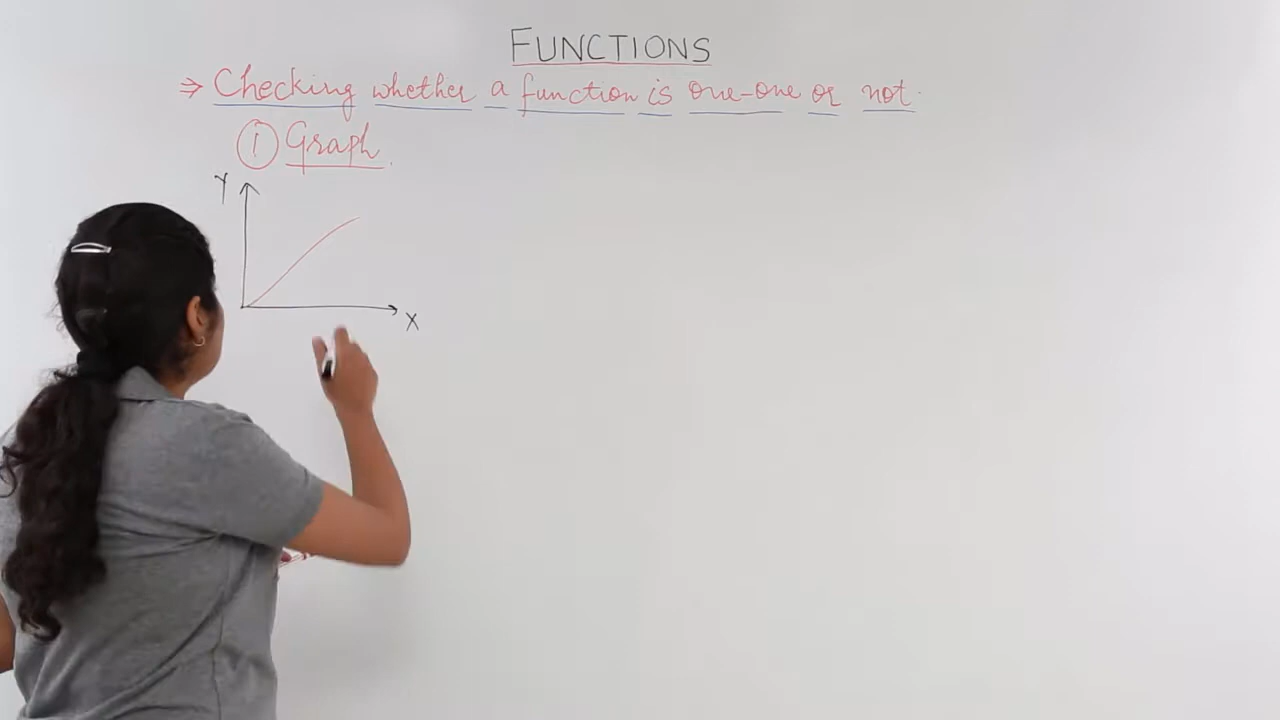 FUNCTIONS
⇒ Checking whether a function is one-one or not.
① Graph.
Y
X